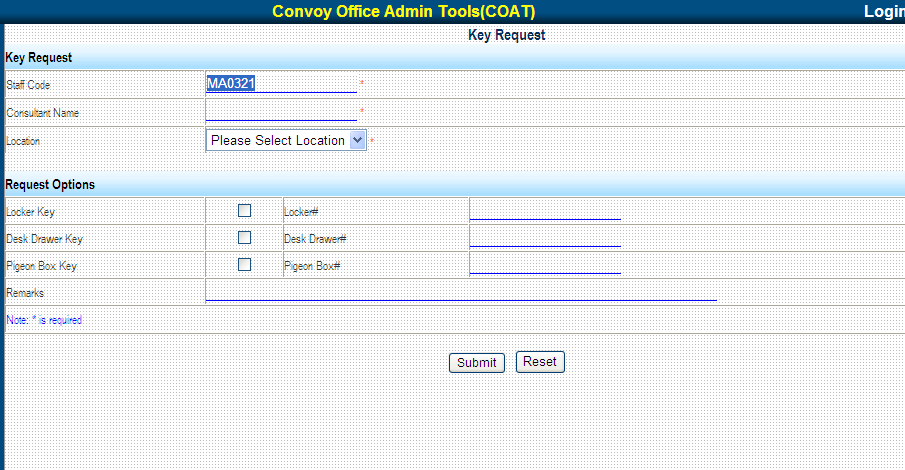 Convoy Office Admin Tools(COAT) Login
Key Request
Key Request
Staff Code MA0321 *
Consultant Name *
Location Please Select Location *
Request Options
Locker Key Locker#
Desk Drawer Key Desk Drawer#
Pigeon Box Key Pigeon Box#
Remarks
Note: * is required
Submit Reset